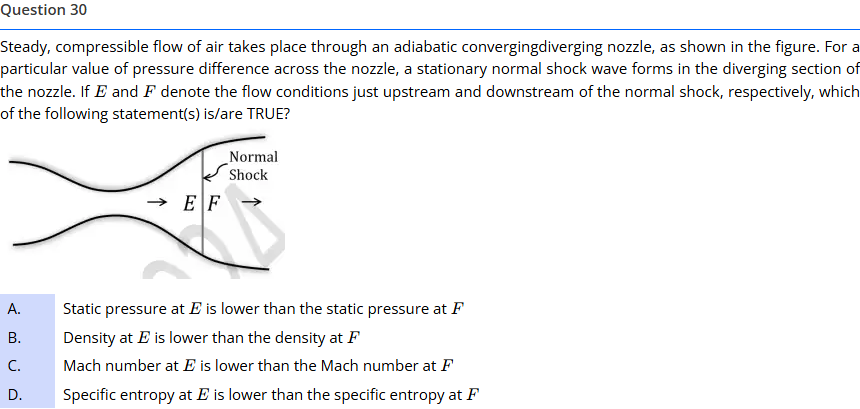 Question 30
Steady, compressible flow of air takes place through an adiabatic convergingdiverging nozzle, as shown in the figure. For a
particular value of pressure difference across the nozzle, a stationary normal shock wave forms in the diverging section of
the nozzle. If E and F denote the flow conditions just upstream and downstream of the normal shock, respectively, which
of the following statement(s) is/are TRUE?
Normal
Shock
→ E F →
A. Static pressure at E is lower than the static pressure at F
B. Density at E is lower than the density at F
C. Mach number at E is lower than the Mach number at F
D. Specific entropy at E is lower than the specific entropy at F